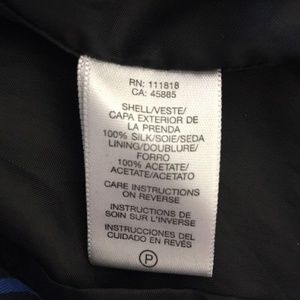 RN: 111818
CA: 45885
SHELL/VESTE/
CAPA EXTERIOR DE
LA PRENDA
100% SILK/SOIE/SEDA
LINING/DOUBLURE/
FORRO
100% ACETATE/
ACETATE/ACETATO
CARE INSTRUCTIONS
ON REVERSE
INSTRUCTIONS DE
SOIN SUR L'INVERSE
INSTRUCCIONES DEL
CUIDADO EN REVÉS
P